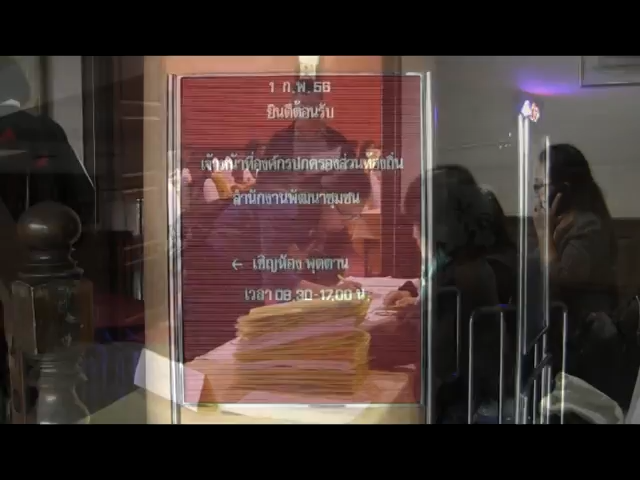 1 ก.พ. 56
ยินดีต้อนรับ
เจ้าหน้าที่องค์กรปกครองส่วนท้องถิ่น
สำนักงานพัฒนาชุมชน
← เชิญห้อง พุดตาน
เวลา 08.30-17.00 น.